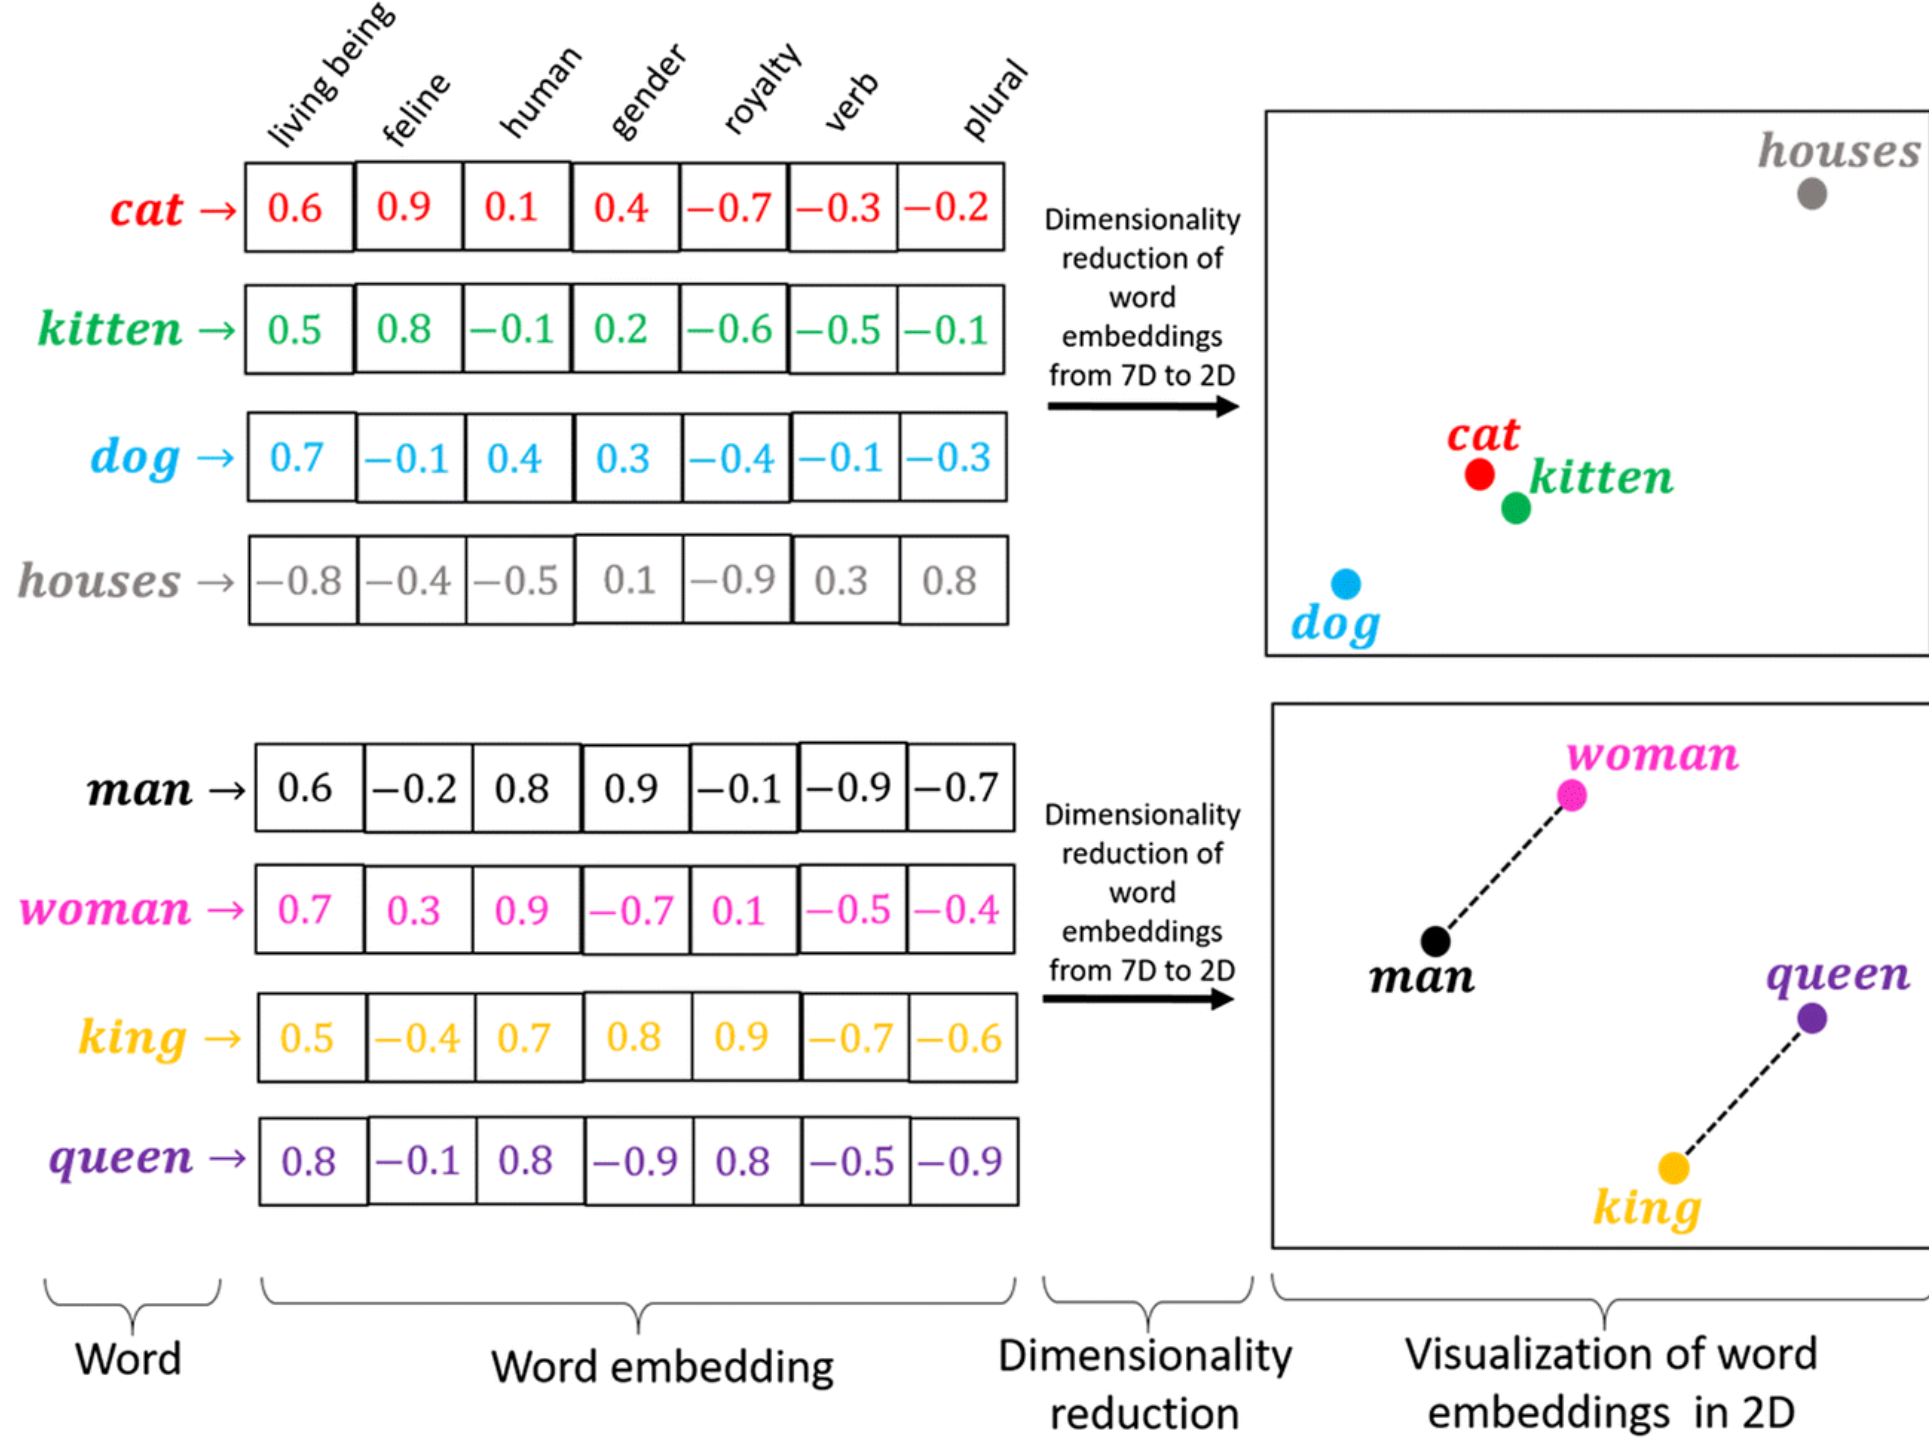 living being feline human gender royalty verb plural
cat → 0.6 0.9 0.1 0.4 −0.7 −0.3 −0.2
kitten → 0.5 0.8 −0.1 0.2 −0.6 −0.5 −0.1
dog → 0.7 −0.1 0.4 0.3 −0.4 −0.1 −0.3
houses → −0.8 −0.4 −0.5 0.1 −0.9 0.3 0.8
Dimensionality
reduction of
word
embeddings
from 7D to 2D
houses
cat
kitten
dog
man → 0.6 −0.2 0.8 0.9 −0.1 −0.9 −0.7
woman → 0.7 0.3 0.9 −0.7 0.1 −0.5 −0.4
king → 0.5 −0.4 0.7 0.8 0.9 −0.7 −0.6
queen → 0.8 −0.1 0.8 −0.9 0.8 −0.5 −0.9
Dimensionality
reduction of
word
embeddings
from 7D to 2D
woman
man
queen
king
Word
Word embedding
Dimensionality
reduction
Visualization of word
embeddings in 2D